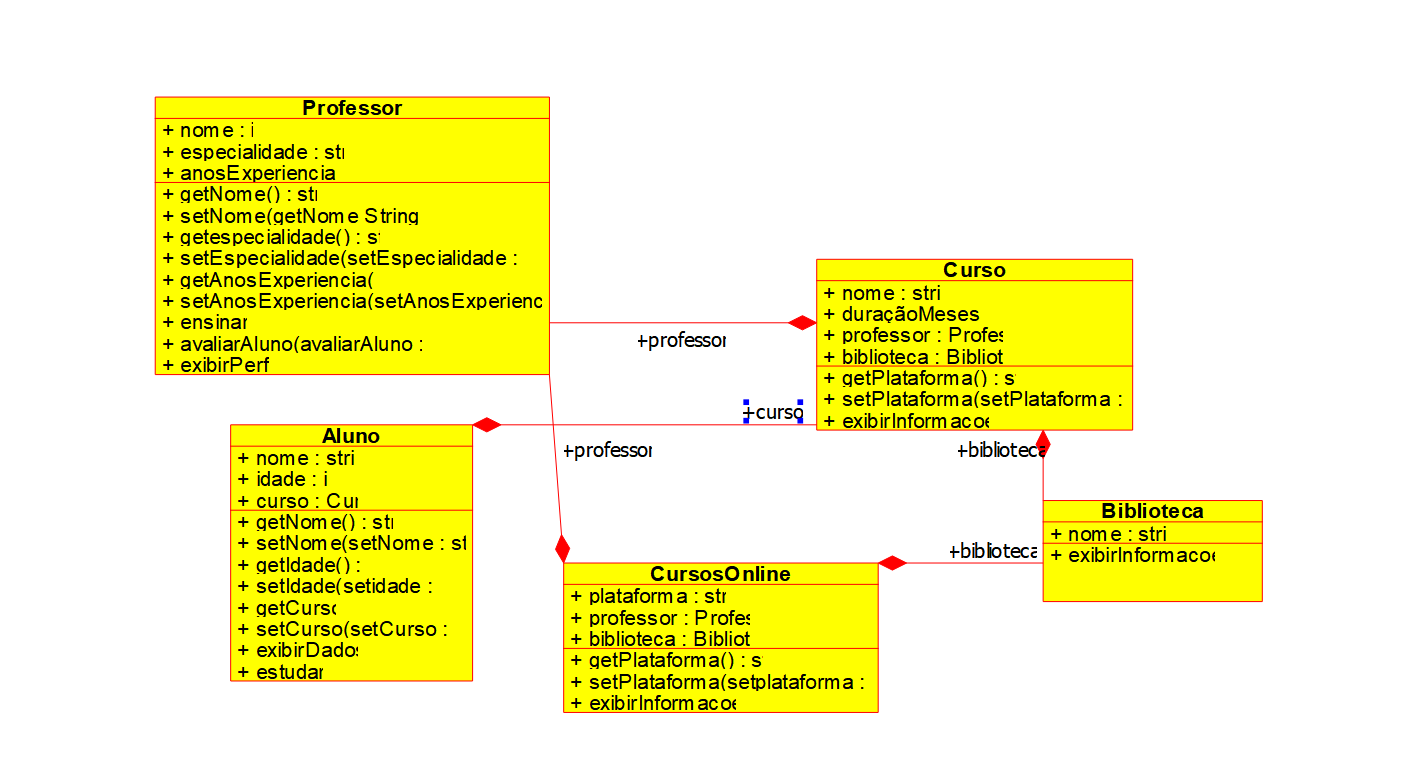 Professor
+ nome : i
+ especialidade : str
+ anosExperiencia
+ getNome() : str
+ setNome(getNome String
+ getespecialidade() : s
+ setEspecialidade(setEspecialidade :
+ getAnosExperiencia(
+ setAnosExperiencia(setAnosExperienc
+ ensinar
+ avaliarAluno(avaliarAluno :
+ exibirPerf
Curso
+ nome : stri
+ duraçãoMeses
+ professor : Profes
+ biblioteca : Bibliot
+ getPlataforma() : s
+ setPlataforma(setPlataforma :
+ exibirInformacoe
+professor
+curso
+professor
+biblioteca
Aluno
+ nome : stri
+ idade : i
+ curso : Cur
+ getNome() : str
+ setNome(setNome : st
+ getIdade() :
+ setIdade(setidade :
+ getCurso
+ setCurso(setCurso :
+ exibirDados
+ estudar
Biblioteca
+ nome : stri
+ exibirInformacoe
+biblioteca
CursosOnline
+ plataforma : str
+ professor : Profes
+ biblioteca : Bibliot
+ getPlataforma() : s
+ setPlataforma(setplataforma :
+ exibirInformacoe